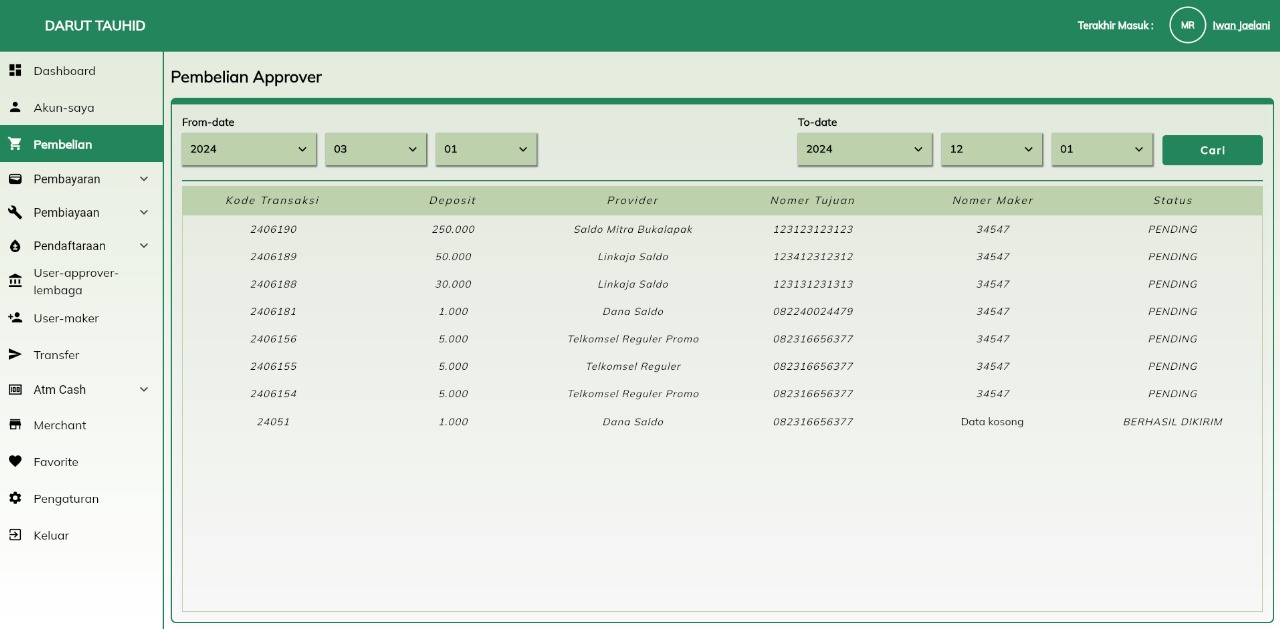 DARUT TAUHID
Terakhir Masuk :
MR
Iwan Jaelani
Dashboard
Akun-saya
Pembelian
Pembayaran
Pembiayaan
Pendaftaraan
User-approver-
lembaga
User-maker
Transfer
Atm Cash
Merchant
Favorite
Pengaturan
Keluar
Pembelian Approver
From-date
To-date
2024 03 01 2024 12 01 Cari
Kode Transaksi Deposit Provider Nomer Tujuan Nomer Maker Status
2406190 250.000 Saldo Mitra Bukalapak 123123123123 34547 PENDING
2406189 50.000 Linkaja Saldo 123412312312 34547 PENDING
2406188 30.000 Linkaja Saldo 123131231313 34547 PENDING
2406181 1.000 Dana Saldo 082240024479 34547 PENDING
2406156 5.000 Telkomsel Reguler Promo 082316656377 34547 PENDING
2406155 5.000 Telkomsel Reguler 082316656377 34547 PENDING
2406154 5.000 Telkomsel Reguler Promo 082316656377 34547 PENDING
24051 1.000 Dana Saldo 082316656377 Data kosong BERHASIL DIKIRIM